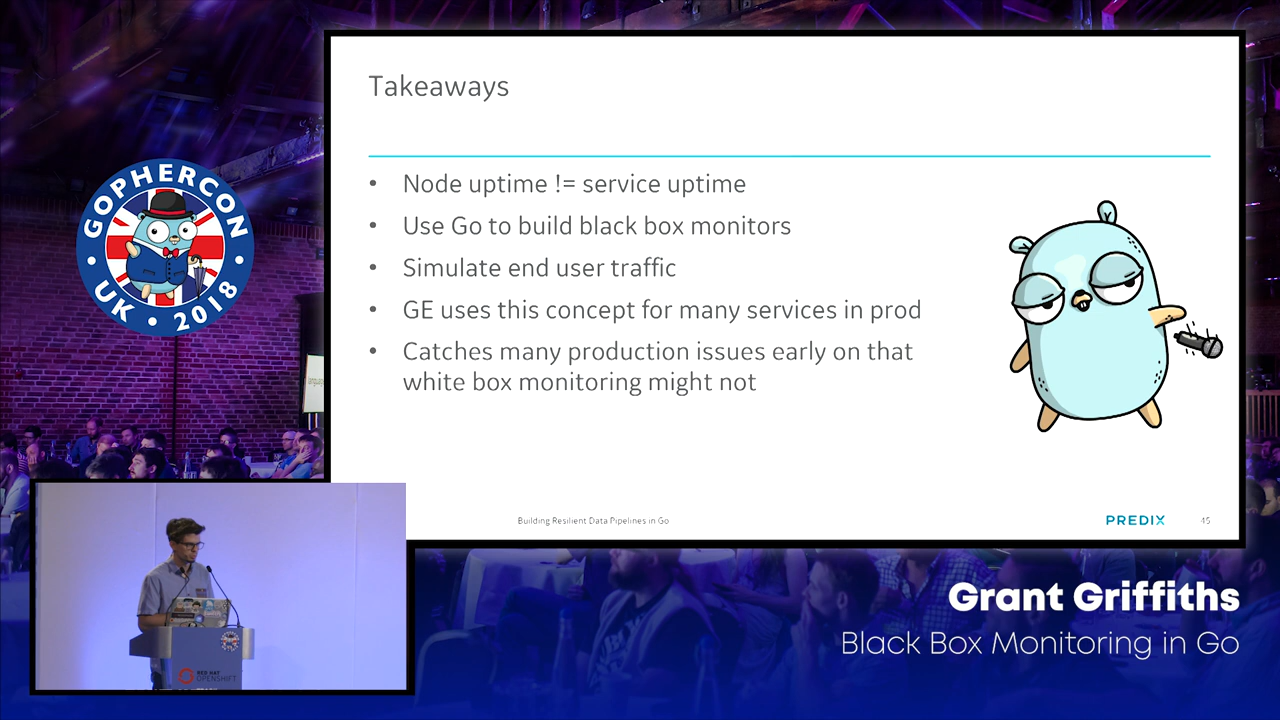 Takeaways
• Node uptime != service uptime
• Use Go to build black box monitors
• Simulate end user traffic
• GE uses this concept for many services in prod
• Catches many production issues early on that
white box monitoring might not
Building Resilient Data Pipelines in Go
PREDIX
45
GOPHERCON
• UK • 2018 •
RED HAT
OPENSHIFT
Grant Griffiths
Black Box Monitoring in Go